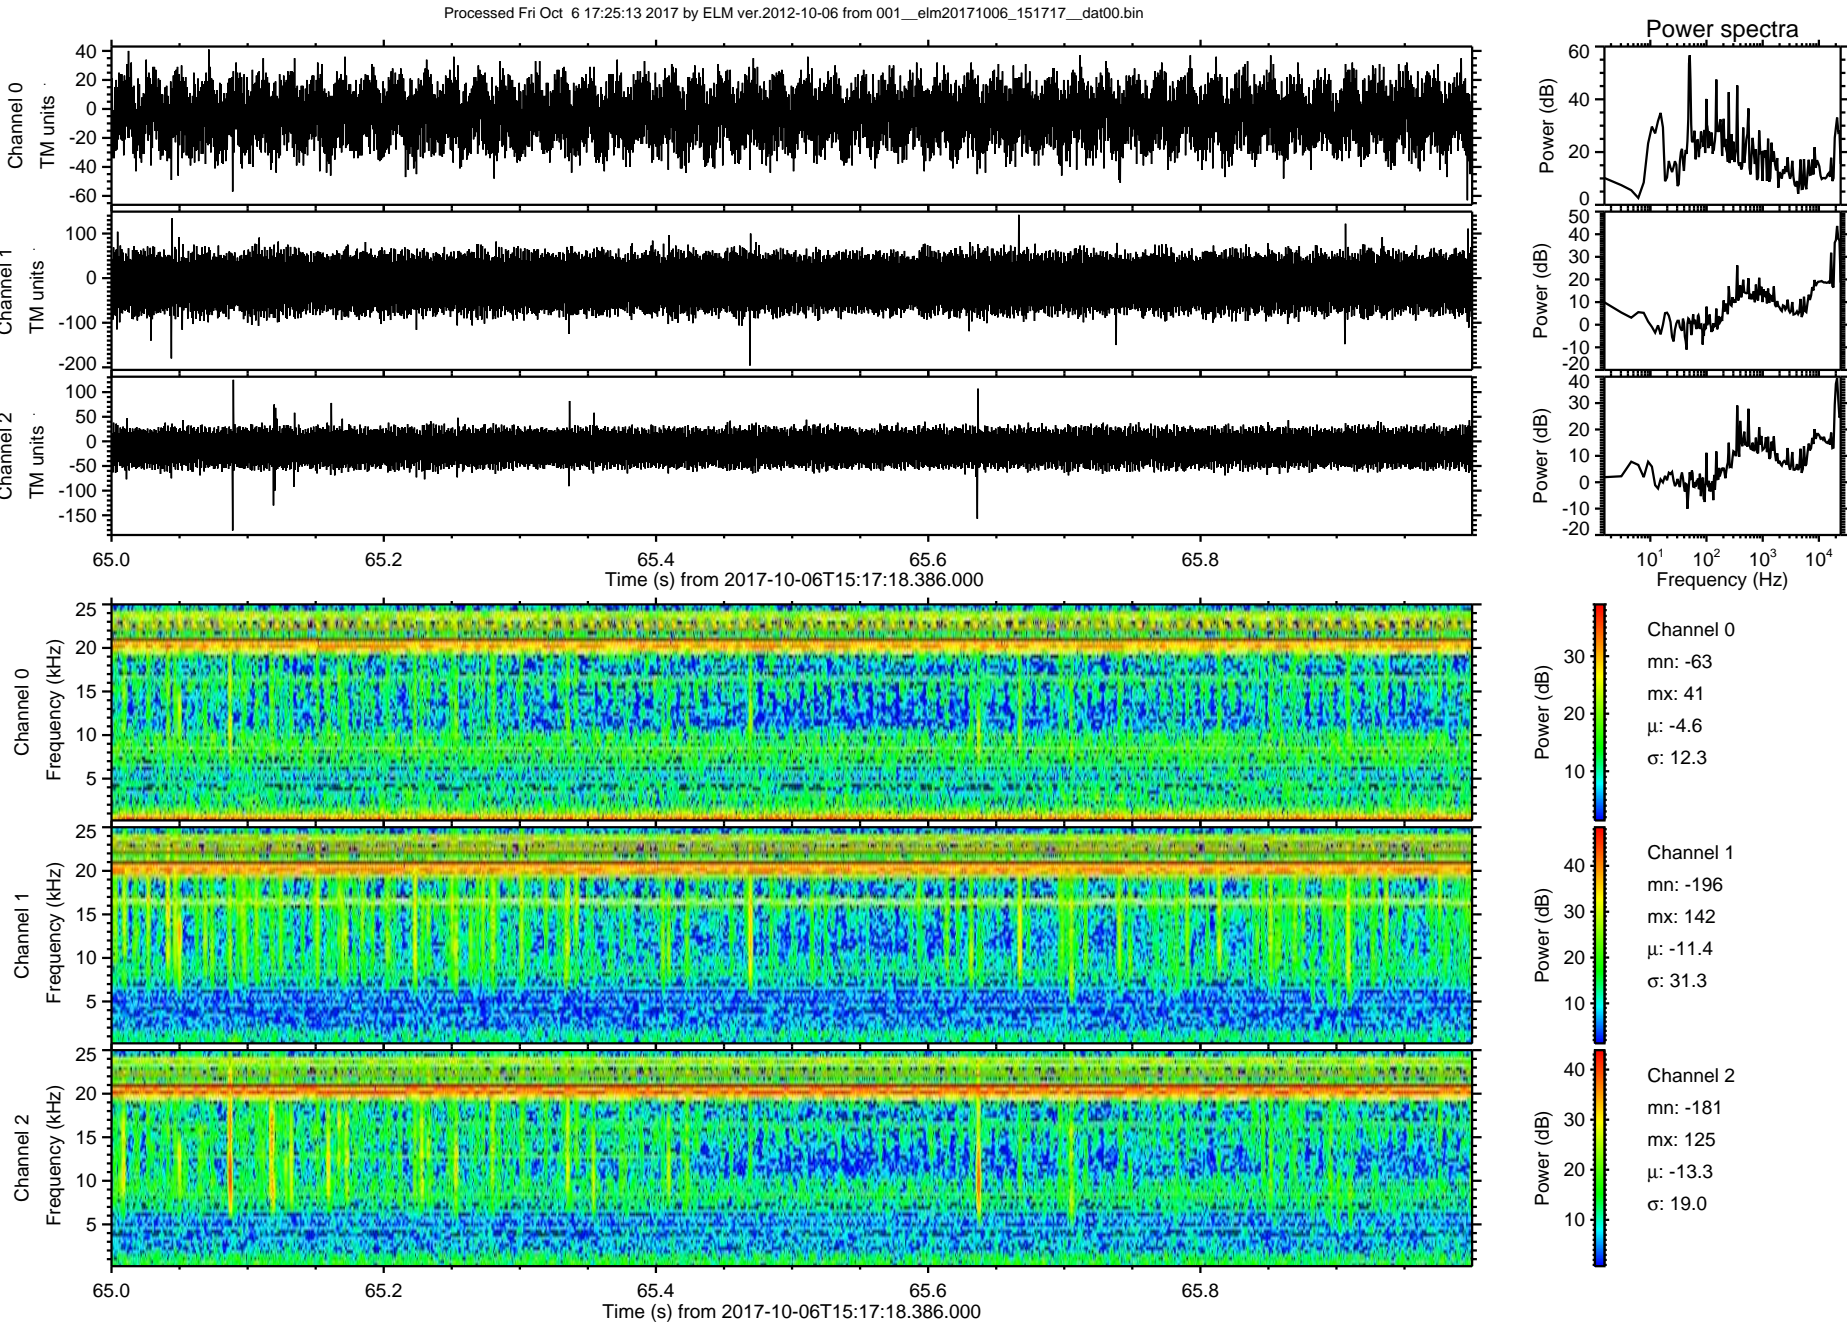 Processed Fri Oct  6 17:25:13 2017 by ELM ver.2012-10-06 from 001__elm20171006_151717__dat00.bin
Power spectra
Channel 0
TM units
40
20
0
-20
-40
-60
Power (dB)
60
40
20
0
Channel 1
TM units
100
0
-100
-200
Power (dB)
50
40
30
20
10
0
-10
-20
Channel 2
TM units
100
50
0
-50
-100
-150
Power (dB)
40
30
20
10
0
-10
-20
65.0 65.2 65.4 65.6 65.8
Time (s) from 2017-10-06T15:17:18.386.000
10^1 10^2 10^3 10^4
Frequency (Hz)
Channel 0
Frequency (kHz)
25
20
15
10
5
Power (dB)
30
20
10
Channel 0
mn: -63
mx: 41
μ: -4.6
σ: 12.3
Channel 1
Frequency (kHz)
25
20
15
10
5
Power (dB)
40
30
20
10
Channel 1
mn: -196
mx: 142
μ: -11.4
σ: 31.3
Channel 2
Frequency (kHz)
25
20
15
10
5
Power (dB)
40
30
20
10
Channel 2
mn: -181
mx: 125
μ: -13.3
σ: 19.0
65.0 65.2 65.4 65.6 65.8
Time (s) from 2017-10-06T15:17:18.386.000